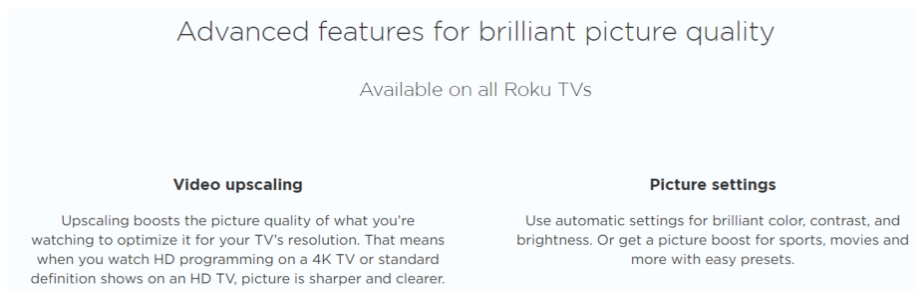 Advanced features for brilliant picture quality
Available on all Roku TVs
Video upscaling
Upscaling boosts the picture quality of what you're
watching to optimize it for your TV's resolution. That means
when you watch HD programming on a 4K TV or standard
definition shows on an HD TV, picture is sharper and clearer.
Picture settings
Use automatic settings for brilliant color, contrast, and
brightness. Or get a picture boost for sports, movies and
more with easy presets.